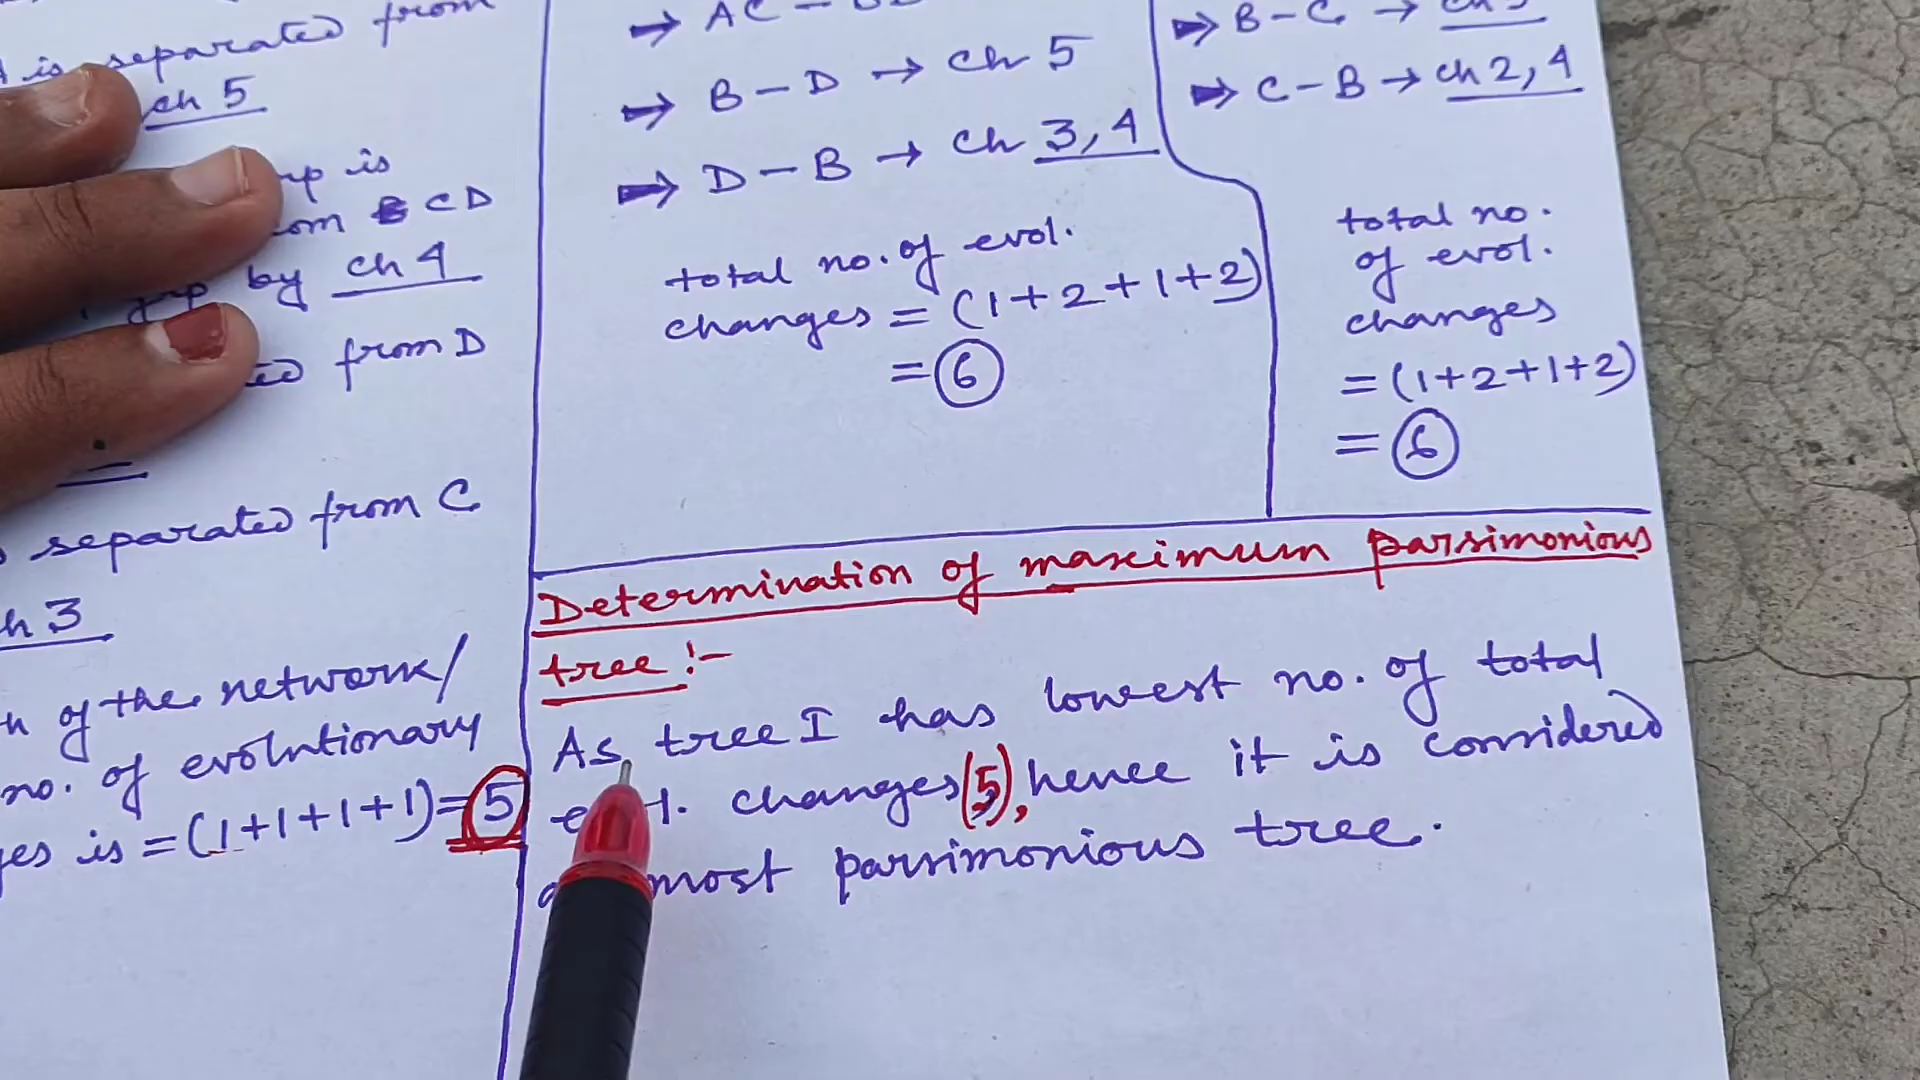 is separated from
ch 5
is
CD
by ch 4
from D
separated from C
3
of the network/
no. of evolutionary
is = (1+1+1+1) = 5
→ AC –
→ B – D → ch 5
→ D – B → ch 3, 4
total no. of evol.
changes = (1+2+1+2)
= 6
→ B – C →
→ C – B → ch 2, 4
total no.
of evol.
changes
= (1+2+1+2)
= 6
Determination of maximum parsimonious
tree :-
As tree I has lowest no. of total
changes (5), hence it is considered
most parsimonious tree.